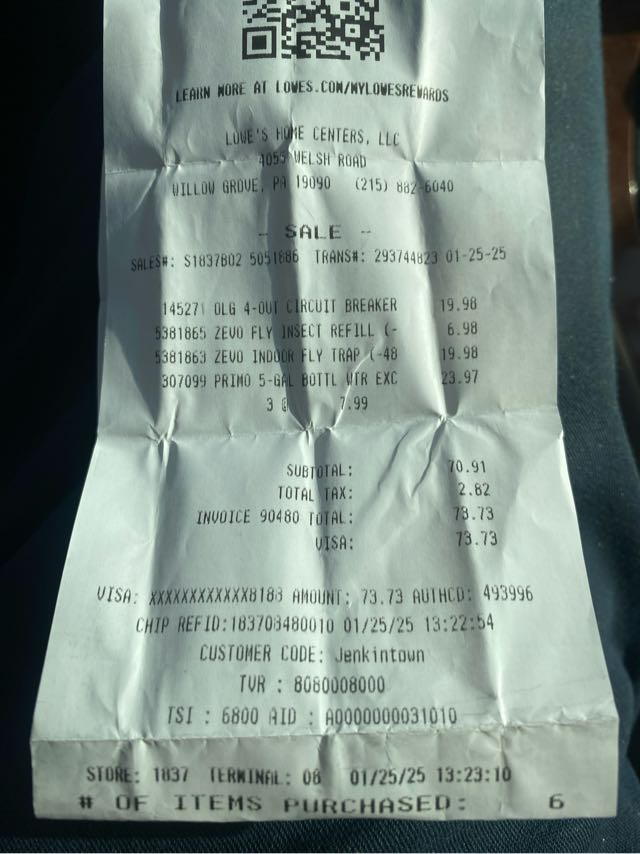 LEARN MORE AT LOWES.COM/MYLOWESREWARDS
LOWE'S HOME CENTERS, LLC
4055 WELSH ROAD
WILLOW GROVE, PA 19090 (215) 882-6040
- SALE -
SALES#: S1837B02 5051886 TRANS#: 293744823 01-25-25
145271 OLG 4-OUT CIRCUIT BREAKER 19.98
5381865 ZEVO FLY INSECT REFILL (- 6.98
5381863 ZEVO INDOOR FLY TRAP (-48 19.98
307099 PRIMO 5-GAL BOTTL WTR EXC 23.97
3 @ 7.99
SUBTOTAL: 70.91
TOTAL TAX: 2.82
INVOICE 90480 TOTAL: 73.73
VISA: 73.73
VISA: XXXXXXXXXXXX8183 AMOUNT: 73.73 AUTHCD: 493996
CHIP REFID:183708480010 01/25/25 13:22:54
CUSTOMER CODE: Jenkintown
TVR : 8080008000
TSI : 6800 AID : A0000000031010
STORE: 1837 TERMINAL: 08 01/25/25 13:23:10
# OF ITEMS PURCHASED: 6